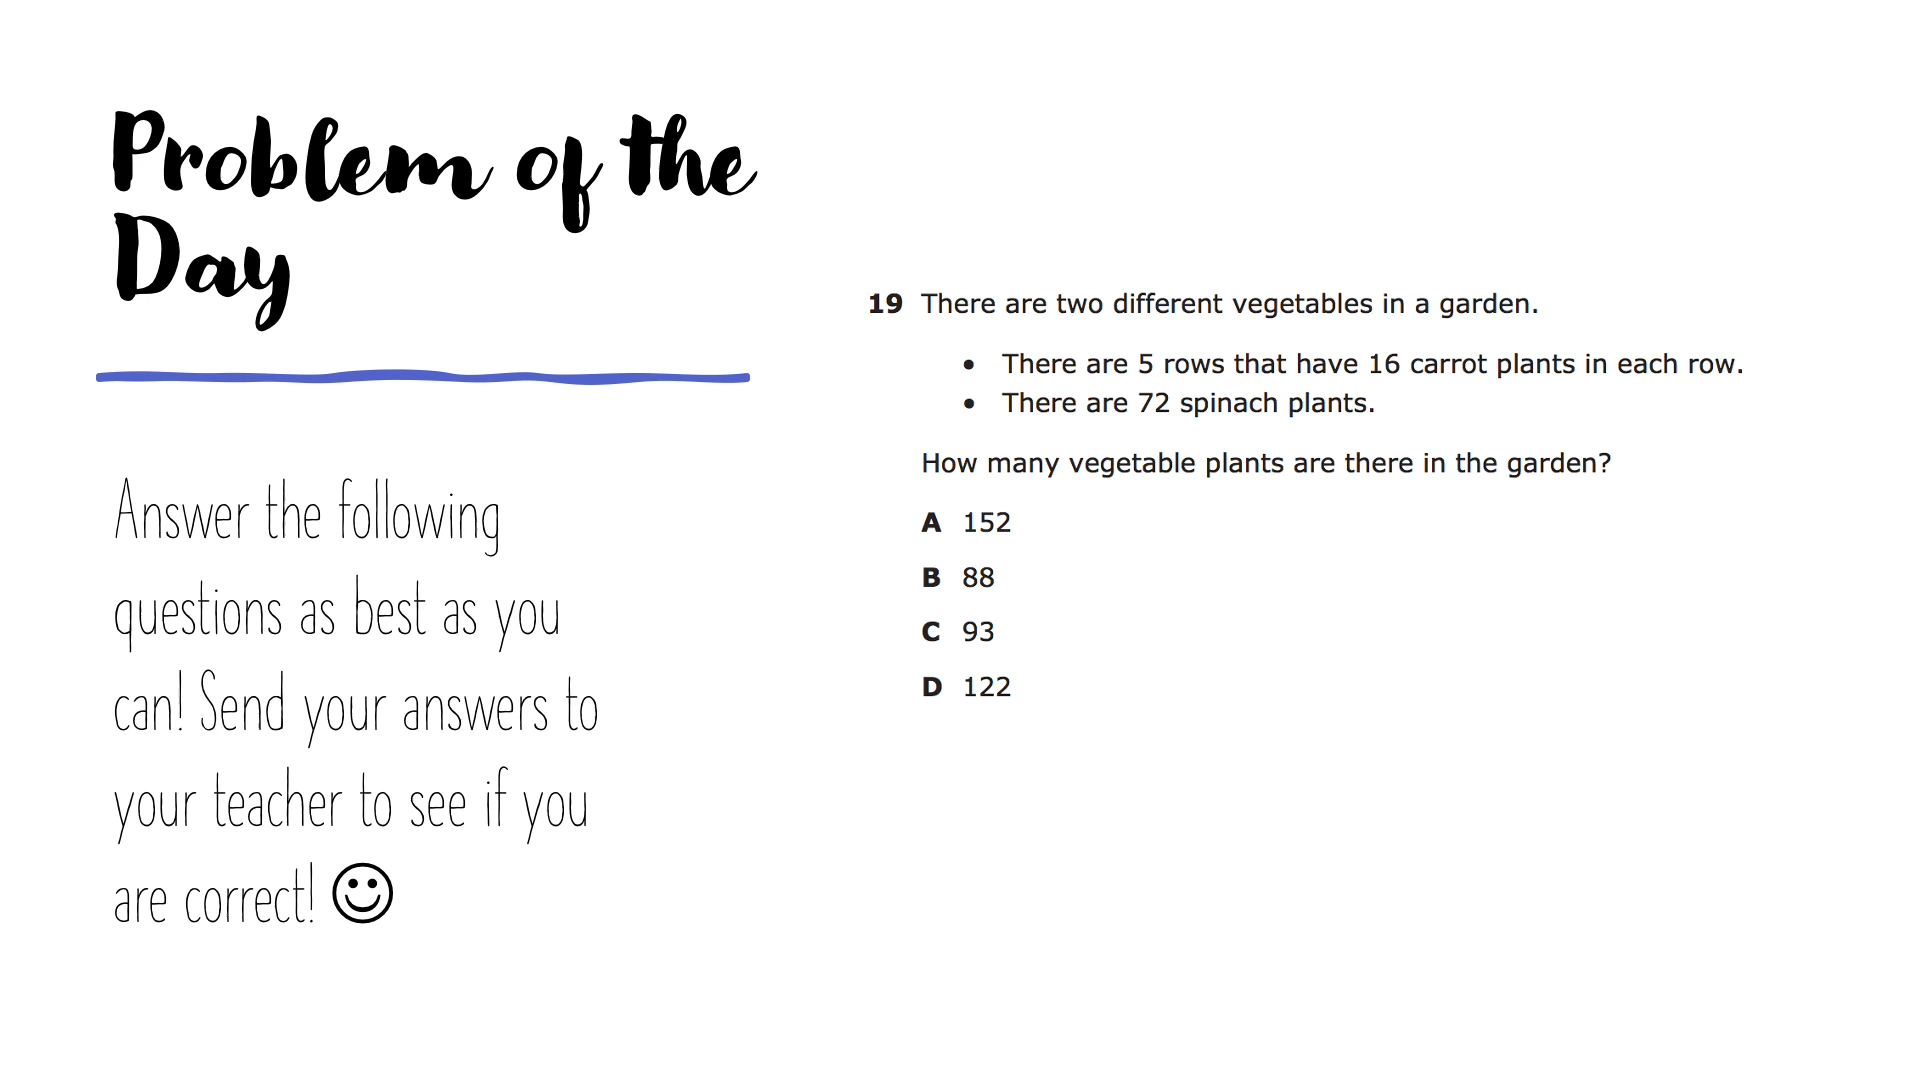 Problem of the
Day
Answer the following
questions as best as you
can! Send your answers to
your teacher to see if you
are correct! ☺
19 There are two different vegetables in a garden.
• There are 5 rows that have 16 carrot plants in each row.
• There are 72 spinach plants.
How many vegetable plants are there in the garden?
A 152
B 88
C 93
D 122